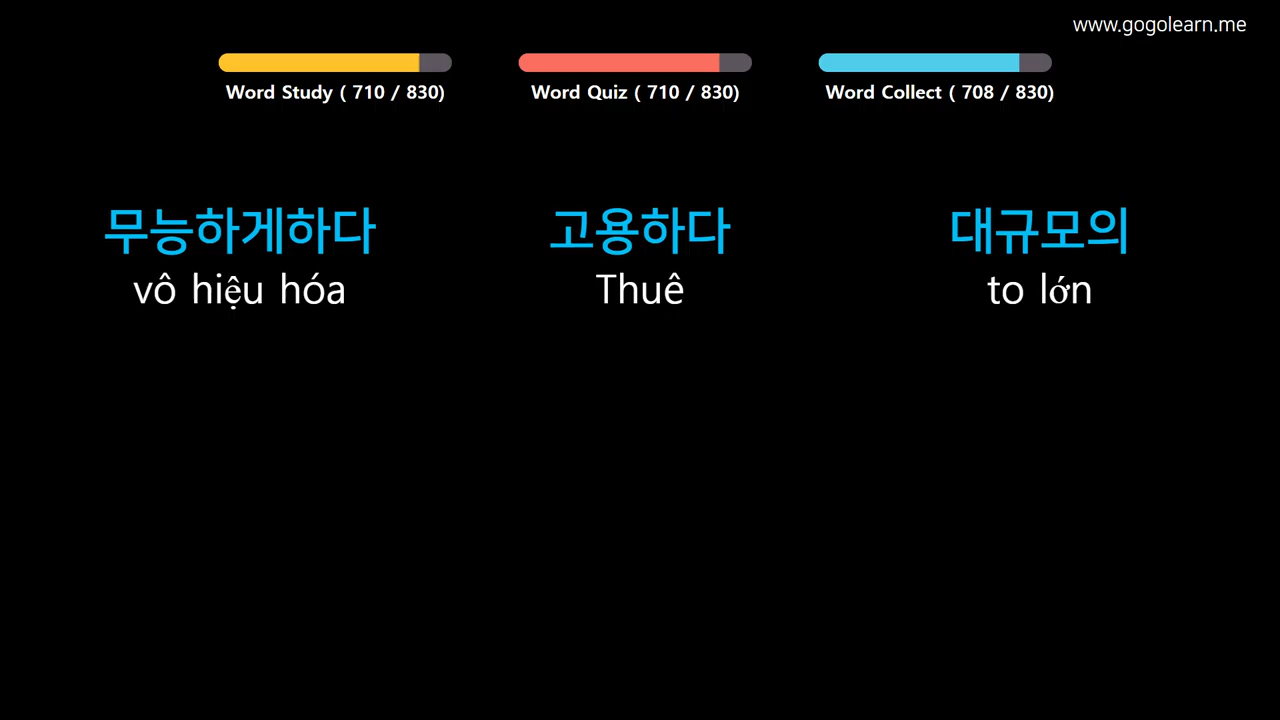 www.gogolearn.me
Word Study ( 710 / 830)
Word Quiz ( 710 / 830)
Word Collect ( 708 / 830)
무능하게하다
고용하다
대규모의
vô hiệu hóa
Thuê
to lớn